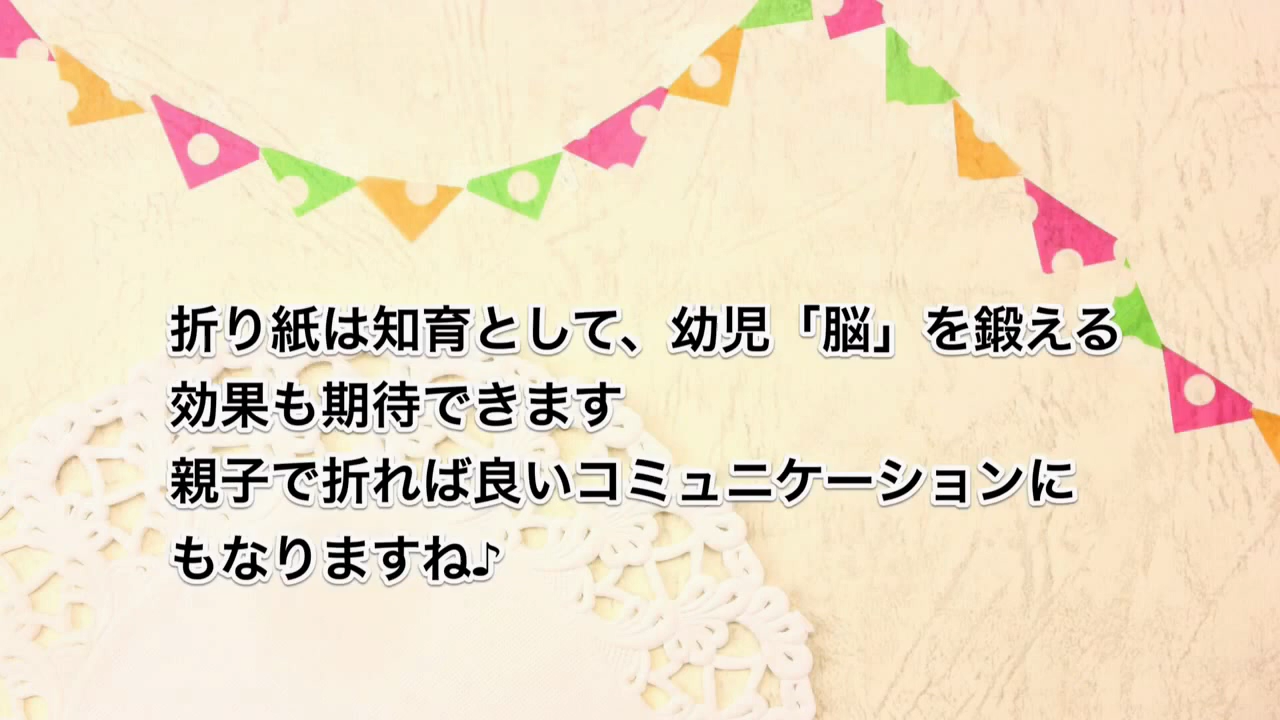 折り紙は知育として、幼児「脳」を鍛える
効果も期待できます
親子で折れば良いコミュニケーションに
もなりますね♪